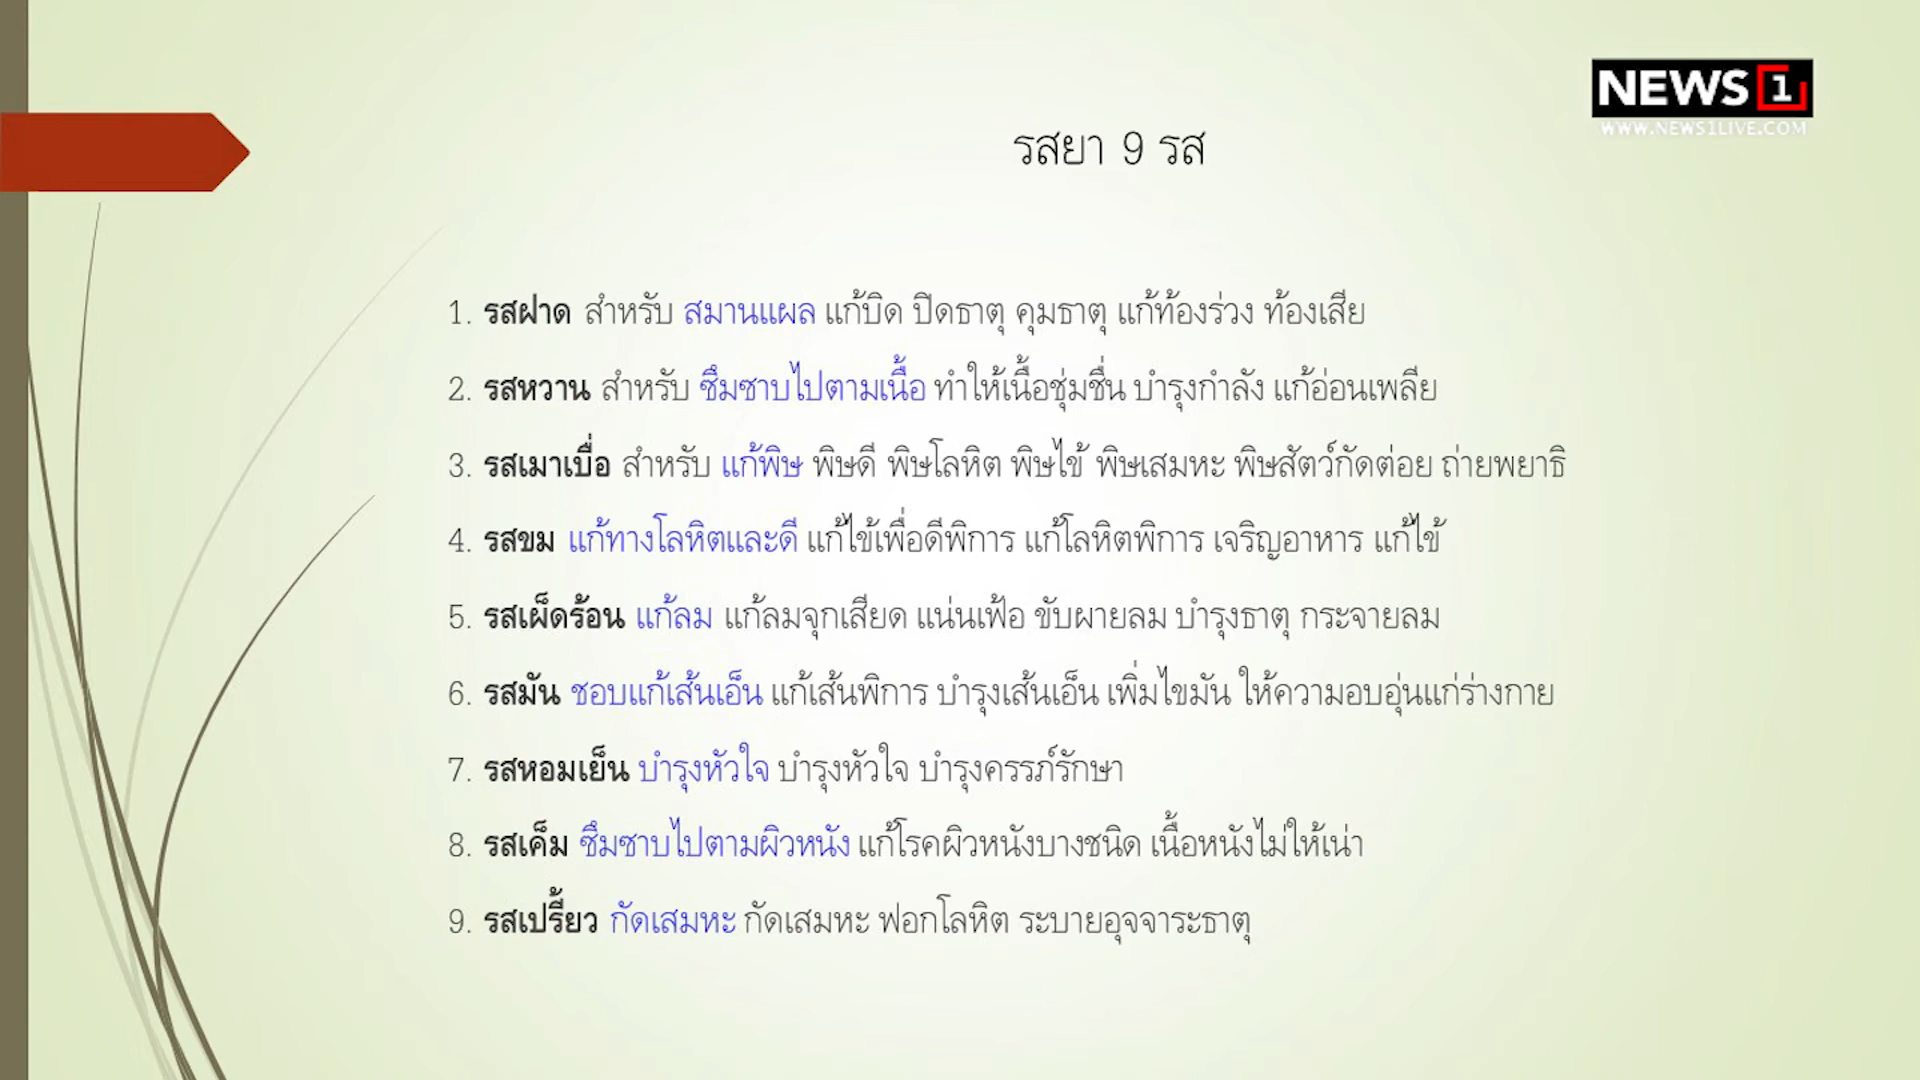 NEWS 1
WWW.NEWS1LIVE.COM
รสยา 9 รส
1. รสฝาด สำหรับ สมานแผล แก้บิด ปิดธาตุ คุมธาตุ แก้ท้องร่วง ท้องเสีย
2. รสหวาน สำหรับ ซึมซาบไปตามเนื้อ ทำให้เนื้อชุ่มชื่น บำรุงกำลัง แก้อ่อนเพลีย
3. รสเมาเบื่อ สำหรับ แก้พิษ พิษดี พิษโลหิต พิษไข้ พิษเสมหะ พิษสัตว์กัดต่อย ถ่ายพยาธิ
4. รสขม แก้ทางโลหิตและดี แก้ไข้เพื่อดีพิการ แก้โลหิตพิการ เจริญอาหาร แก้ไข้
5. รสเผ็ดร้อน แก้ลม แก้ลมจุกเสียด แน่นเฟ้อ ขับผายลม บำรุงธาตุ กระจายลม
6. รสมัน ชอบแก้เส้นเอ็น แก้เส้นพิการ บำรุงเส้นเอ็น เพิ่มไขมัน ให้ความอบอุ่นแก่ร่างกาย
7. รสหอมเย็น บำรุงหัวใจ บำรุงหัวใจ บำรุงครรภ์รักษา
8. รสเค็ม ซึมซาบไปตามผิวหนัง แก้โรคผิวหนังบางชนิด เนื้อหนังไม่ให้เน่า
9. รสเปรี้ยว กัดเสมหะ กัดเสมหะ ฟอกโลหิต ระบายอุจจาระธาตุ